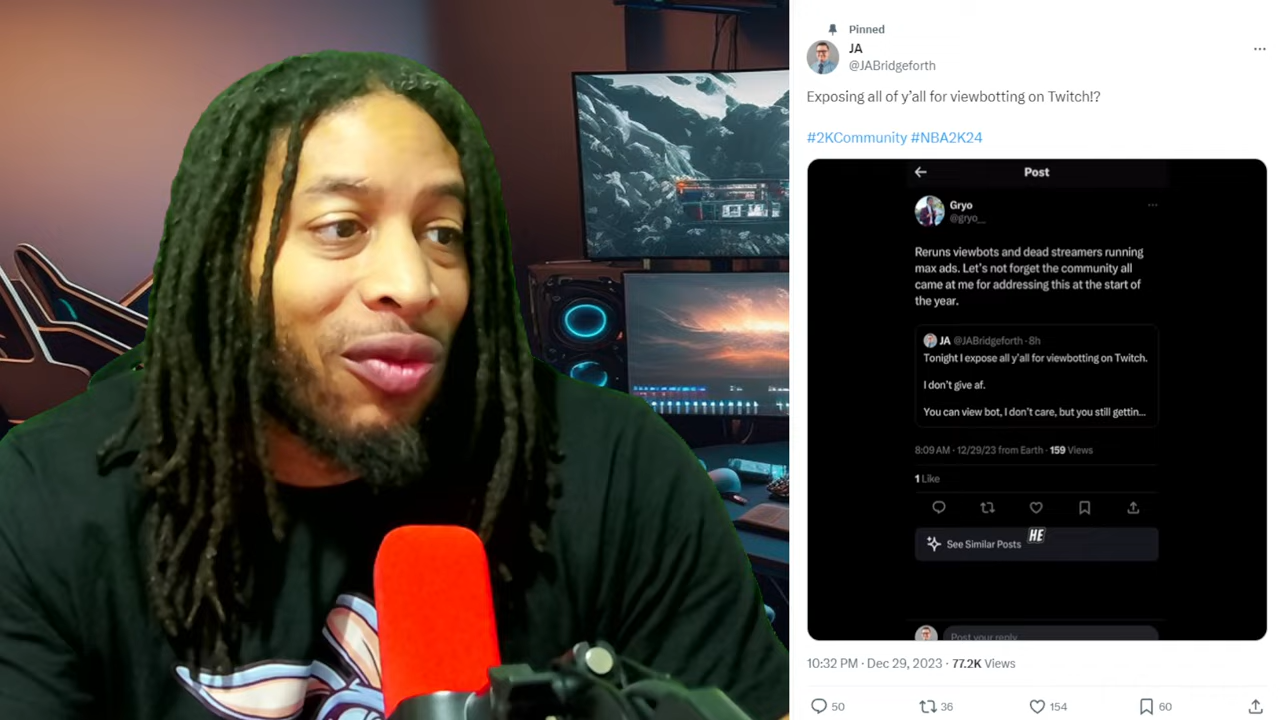 Pinned
JA
@JABridgeforth
Exposing all of y'all for viewbotting on Twitch!?
#2KCommunity #NBA2K24
Post
Gryo
@gryo__
Reruns viewbots and dead streamers running
max ads. Let's not forget the community all
came at me for addressing this at the start of
the year.
JA @JABridgeforth · 8h
Tonight I expose all y'all for viewbotting on Twitch.
I don't give af.
You can view bot, I don't care, but you still gettin...
8:09 AM · 12/29/23 from Earth · 159 Views
1 Like
HE
See Similar Posts
Post your reply
10:32 PM · Dec 29, 2023 · 77.2K Views
50 36 154 60